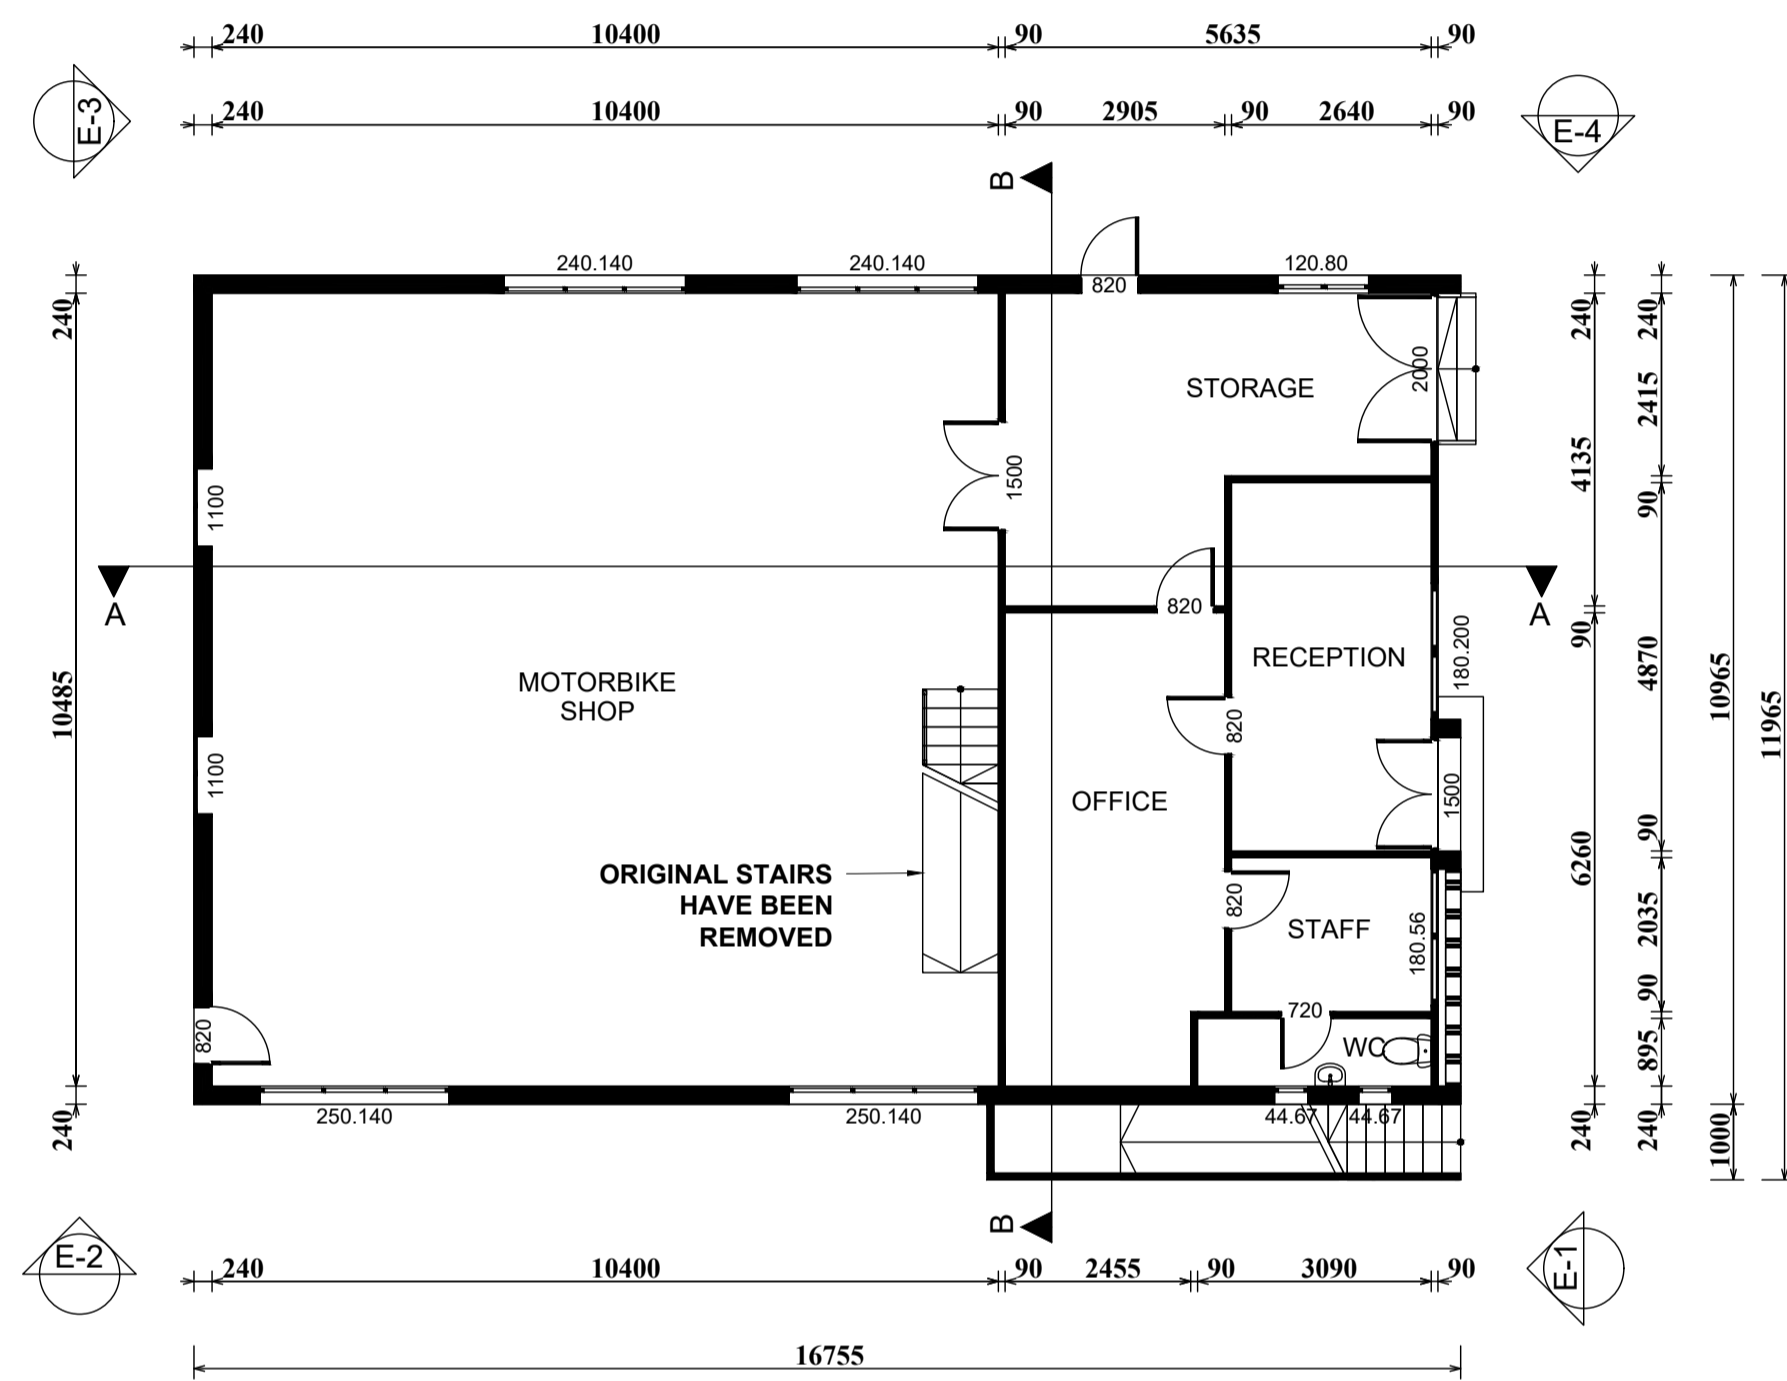 240 10400 90 5635 90
240 10400 90 2905 90 2640 90
E-3
E-4
B
240.140
240.140
820
120.80
240
240
240
STORAGE
2000
2415
1500
4135
1100
90
A
A
820
90
180.200
RECEPTION
4870
MOTORBIKE
SHOP
10485
10965
11965
820
1100
OFFICE
1500
90
6260
ORIGINAL STAIRS
HAVE BEEN
REMOVED
820
STAFF
180.56
2035
90
720
820
WC
895
250.140
250.140
44.67
44.67
240
240
240
1000
B
E-2
E-1
240 10400 90 2455 90 3090 90
16755